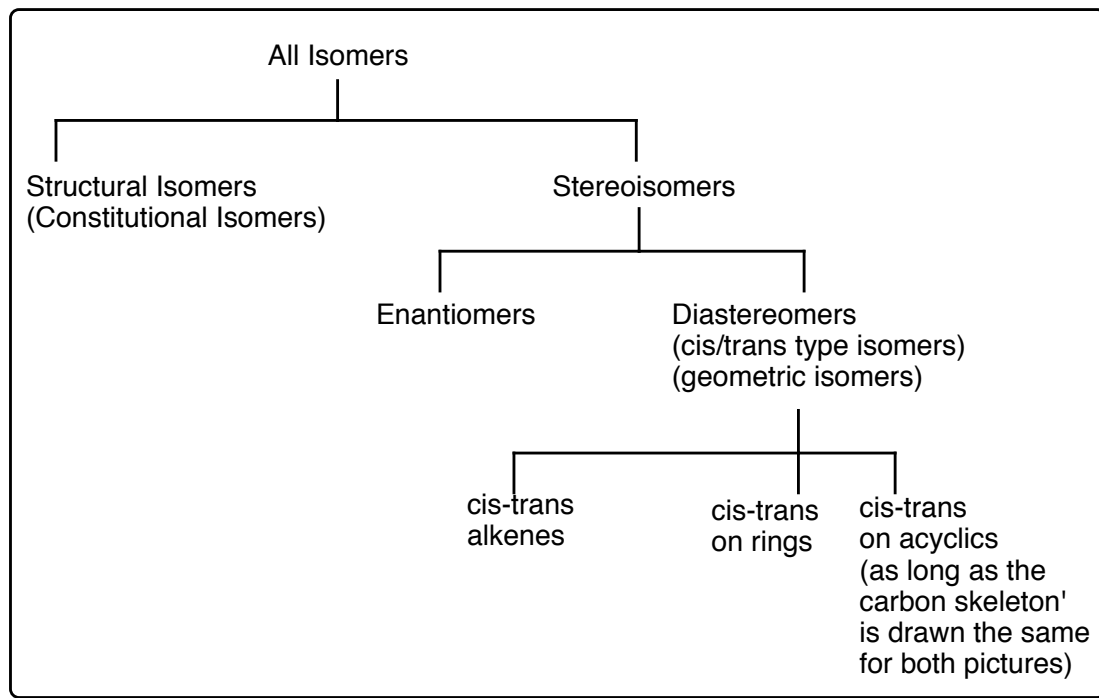 All Isomers
Structural Isomers
(Constitutional Isomers)
Stereoisomers
Enantiomers
Diastereomers
(cis/trans type isomers)
(geometric isomers)
cis-trans
alkenes
cis-trans
on rings
cis-trans
on acyclics
(as long as the
carbon skeleton'
is drawn the same
for both pictures)